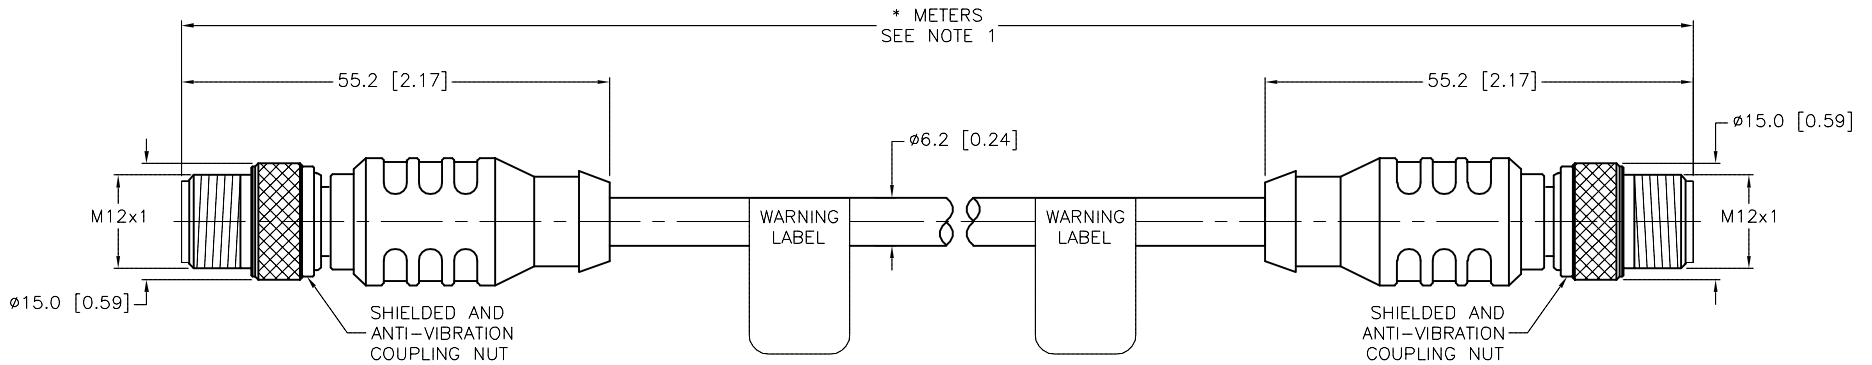 * METERS
SEE NOTE 1
55.2 [2.17]
55.2 [2.17]
ø6.2 [0.24]
ø15.0 [0.59]
M12x1
WARNING
LABEL
WARNING
LABEL
M12x1
ø15.0 [0.59]
SHIELDED AND
ANTI-VIBRATION
COUPLING NUT
SHIELDED AND
ANTI-VIBRATION
COUPLING NUT